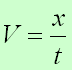 V = x/t